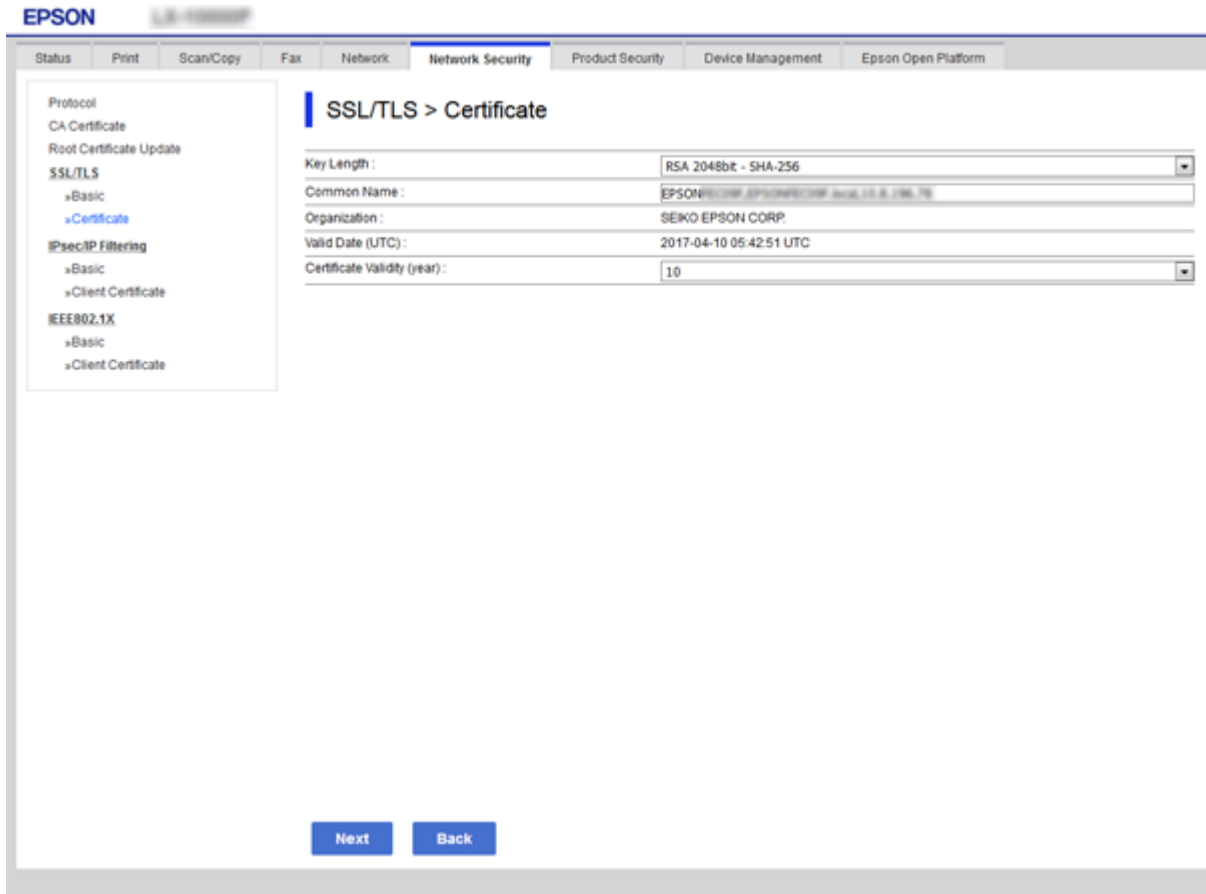 EPSON
Status Print Scan/Copy Fax Network Network Security Product Security Device Management Epson Open Platform
Protocol
CA Certificate
Root Certificate Update
SSL/TLS
»Basic
»Certificate
IPsec/IP Filtering
»Basic
»Client Certificate
IEEE802.1X
»Basic
»Client Certificate
SSL/TLS > Certificate
Key Length : RSA 2048bit - SHA-256
Common Name : EPSON
Organization : SEIKO EPSON CORP.
Valid Date (UTC) : 2017-04-10 05:42:51 UTC
Certificate Validity (year) : 10
Next Back